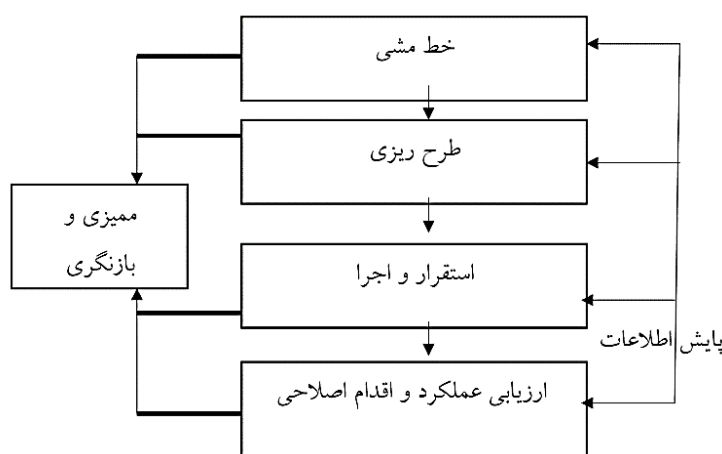 خط مشی
طرح ریزی
ممیزی و
بازنگری
استقرار و اجرا
پایش اطلاعات
ارزیابی عملکرد و اقدام اصلاحی